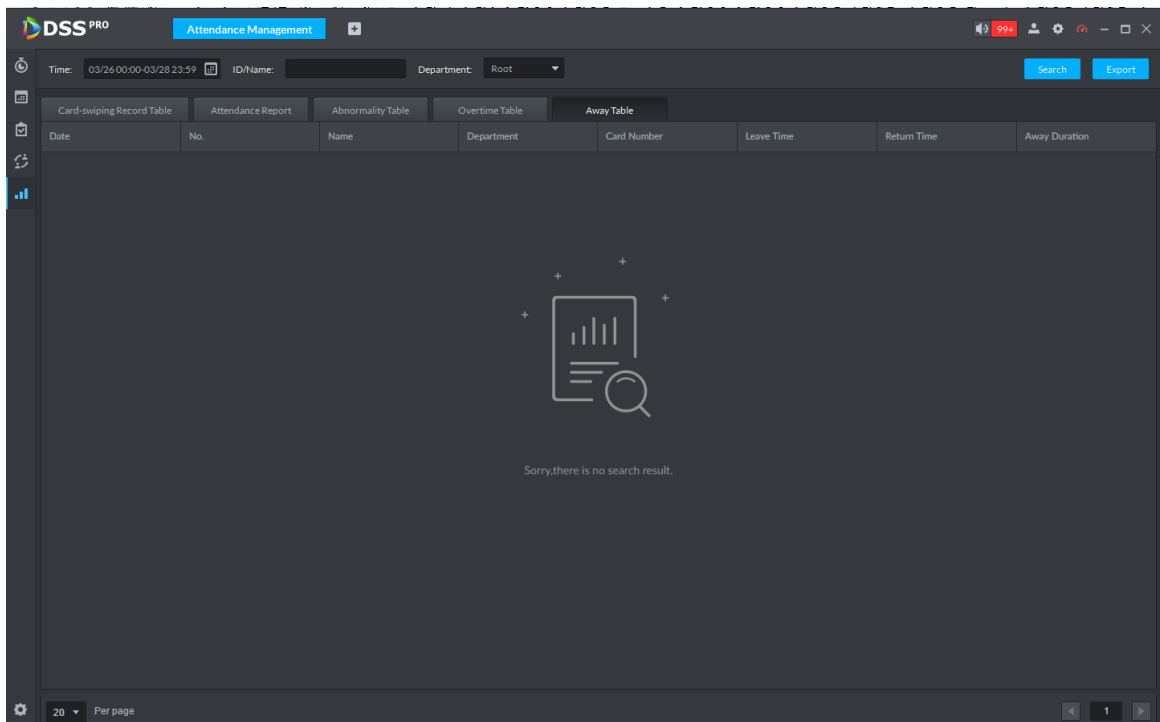 DSS PRO Attendance Management 99+
Time: 03/26 00:00-03/28 23:59 ID/Name: Department: Root Search Export
Card-swiping Record Table Attendance Report Abnormality Table Overtime Table Away Table
Date No. Name Department Card Number Leave Time Return Time Away Duration
Sorry,there is no search result.
20 Per page 1